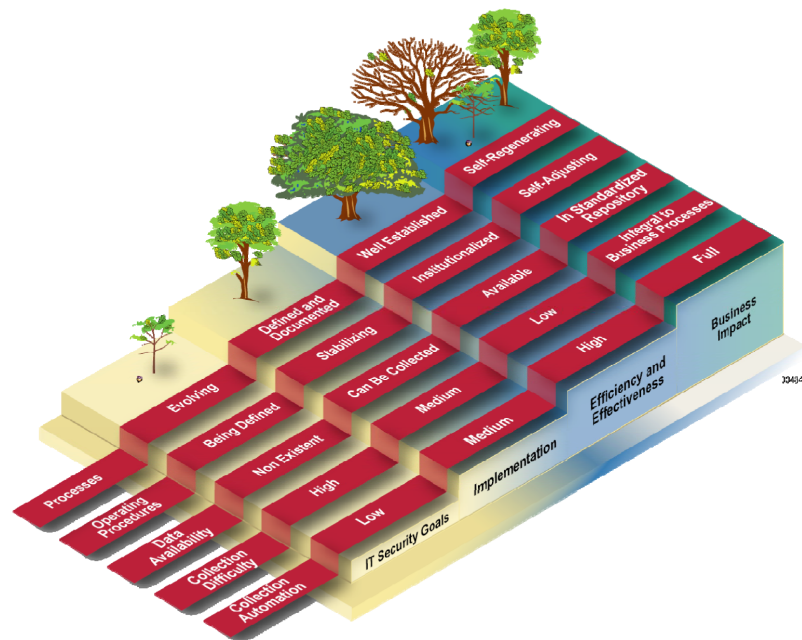 Processes
Evolving
Defined and
Documented
Well Established
Self-Regenerating
Operating
Procedures
Being Defined
Stabilizing
Institutionalized
Self-Adjusting
Data
Availability
Non Existent
Can Be Collected
Available
In Standardized
Repository
Collection
Difficulty
High
Medium
Low
Integral to
Business Processes
Collection
Automation
Low
Medium
High
Full
IT Security Goals
Implementation
Efficiency and
Effectiveness
Business
Impact